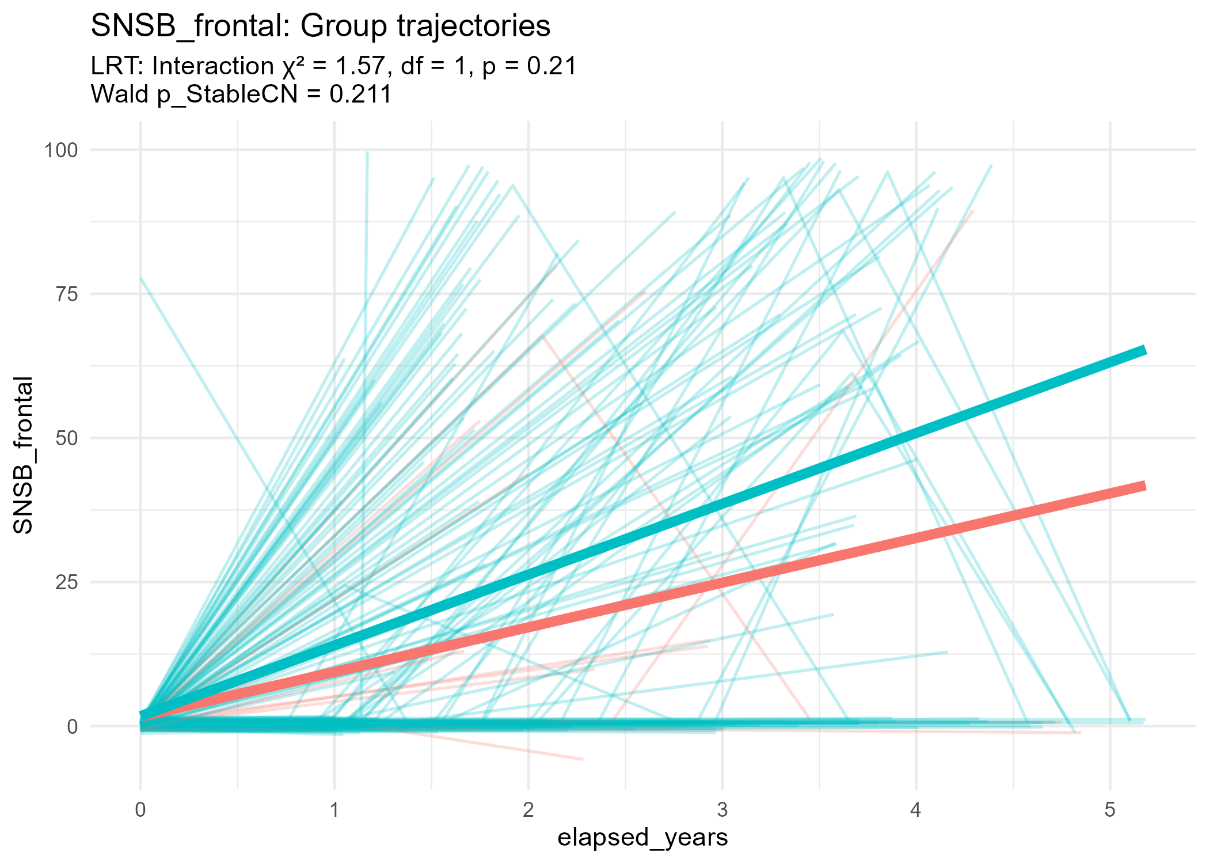 SNSB_frontal: Group trajectories
LRT: Interaction χ² = 1.57, df = 1, p = 0.21
Wald p_StableCN = 0.211
100
75
50
25
0
SNSB_frontal
0 1 2 3 4 5
elapsed_years